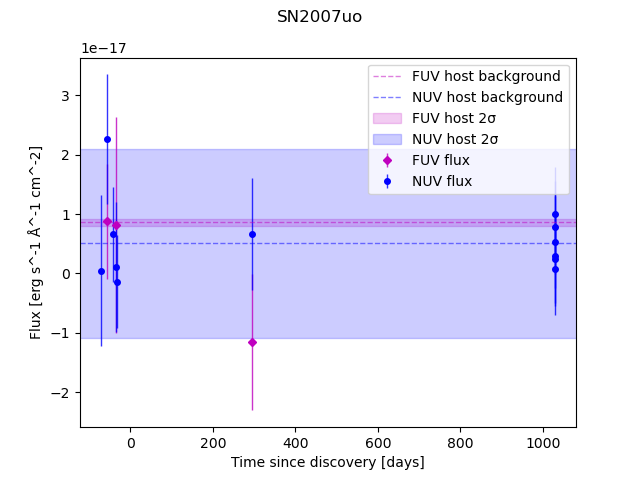 SN2007uo
1e−17
FUV host background
NUV host background
FUV host 2σ
NUV host 2σ
FUV flux
NUV flux
3
2
1
0
−1
−2
Flux [erg s^-1 Å^-1 cm^-2]
0 200 400 600 800 1000
Time since discovery [days]